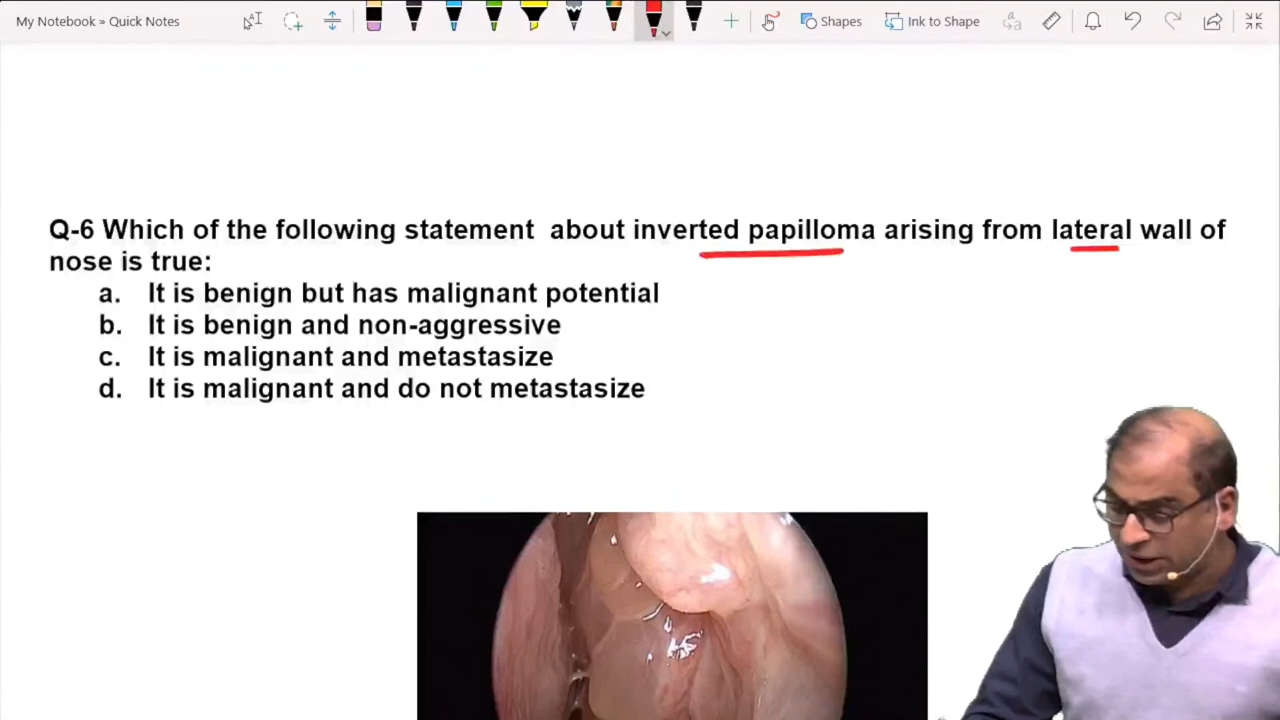 My Notebook » Quick Notes
Shapes
Ink to Shape
Q-6 Which of the following statement about inverted papilloma arising from lateral wall of
nose is true:
a. It is benign but has malignant potential
b. It is benign and non-aggressive
c. It is malignant and metastasize
d. It is malignant and do not metastasize